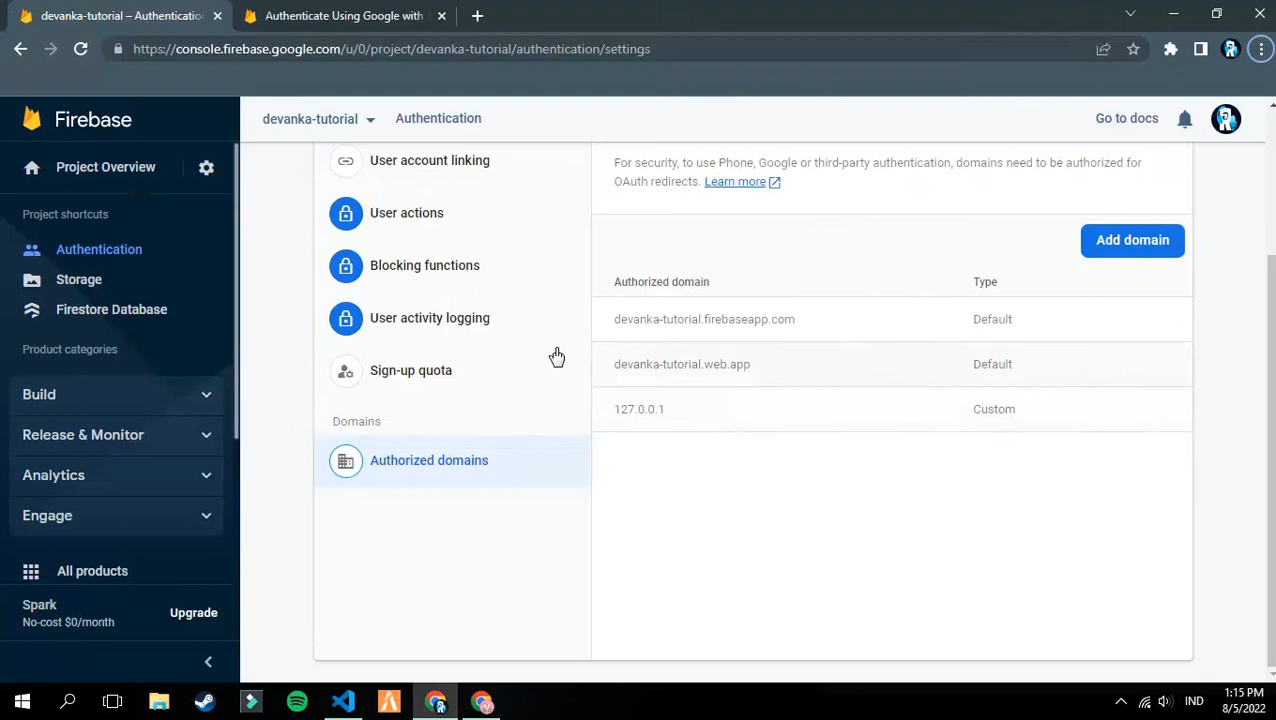 devanka-tutorial – Authenticatio
Authenticate Using Google with
https://console.firebase.google.com/u/0/project/devanka-tutorial/authentication/settings
Firebase
devanka-tutorial
Authentication
Go to docs
Project Overview
Project shortcuts
Authentication
Storage
Firestore Database
Product categories
Build
Release & Monitor
Analytics
Engage
All products
Spark
No-cost $0/month
Upgrade
User account linking
User actions
Blocking functions
User activity logging
Sign-up quota
Domains
Authorized domains
For security, to use Phone, Google or third-party authentication, domains need to be authorized for
OAuth redirects. Learn more
Add domain
Authorized domain Type
devanka-tutorial.firebaseapp.com Default
devanka-tutorial.web.app Default
127.0.0.1 Custom
IND
1:15 PM
8/5/2022